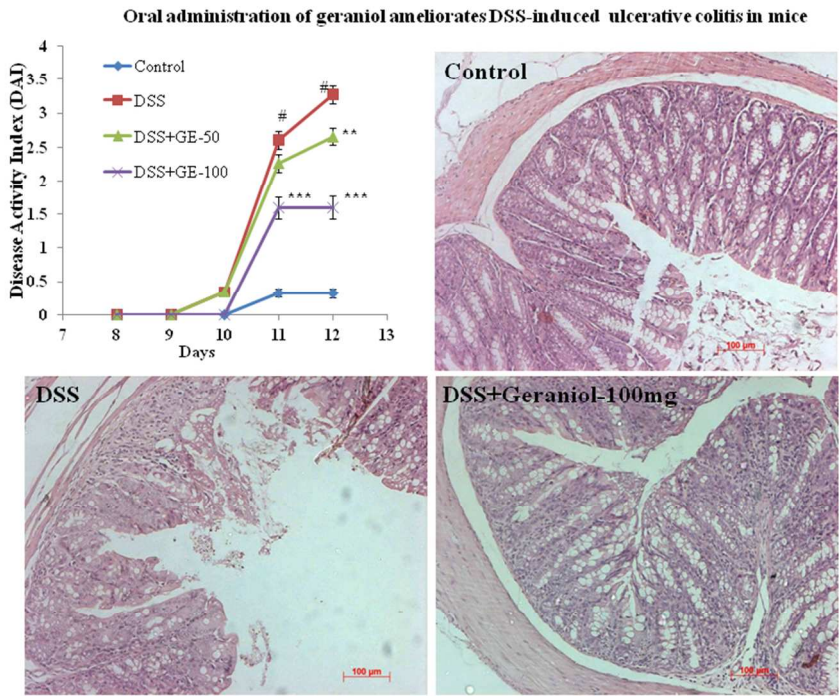 Oral administration of geraniol ameliorates DSS-induced ulcerative colitis in mice
Disease Activity Index (DAI)
4
3.5
3
2.5
2
1.5
1
0.5
0
7
8
9
10
11
12
13
Days
Control
DSS
DSS+GE-50
DSS+GE-100
#
#
**
***
***
Control
100 μm
DSS
100 μm
DSS+Geraniol-100mg
100 μm